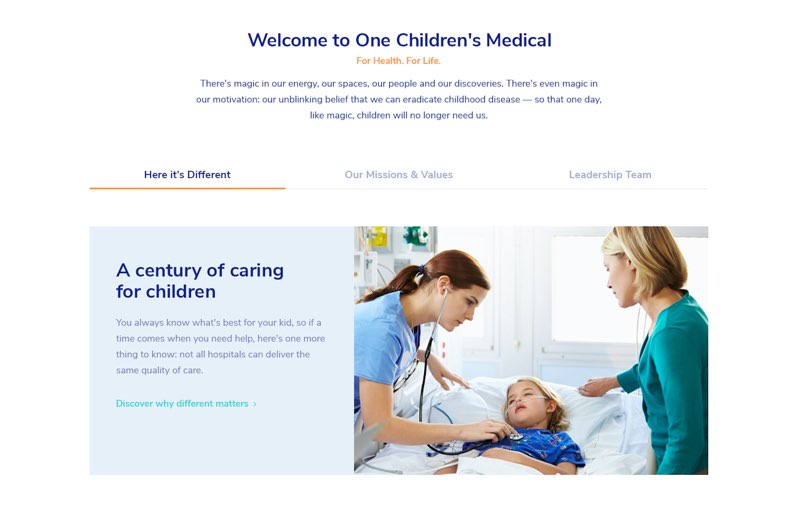 Welcome to One Children's Medical
For Health. For Life.
There's magic in our energy, our spaces, our people and our discoveries. There's even magic in
our motivation: our unblinking belief that we can eradicate childhood disease — so that one day,
like magic, children will no longer need us.
Here it's Different
Our Missions & Values
Leadership Team
A century of caring
for children
You always know what's best for your kid, so if a
time comes when you need help, here's one more
thing to know: not all hospitals can deliver the
same quality of care.
Discover why different matters >